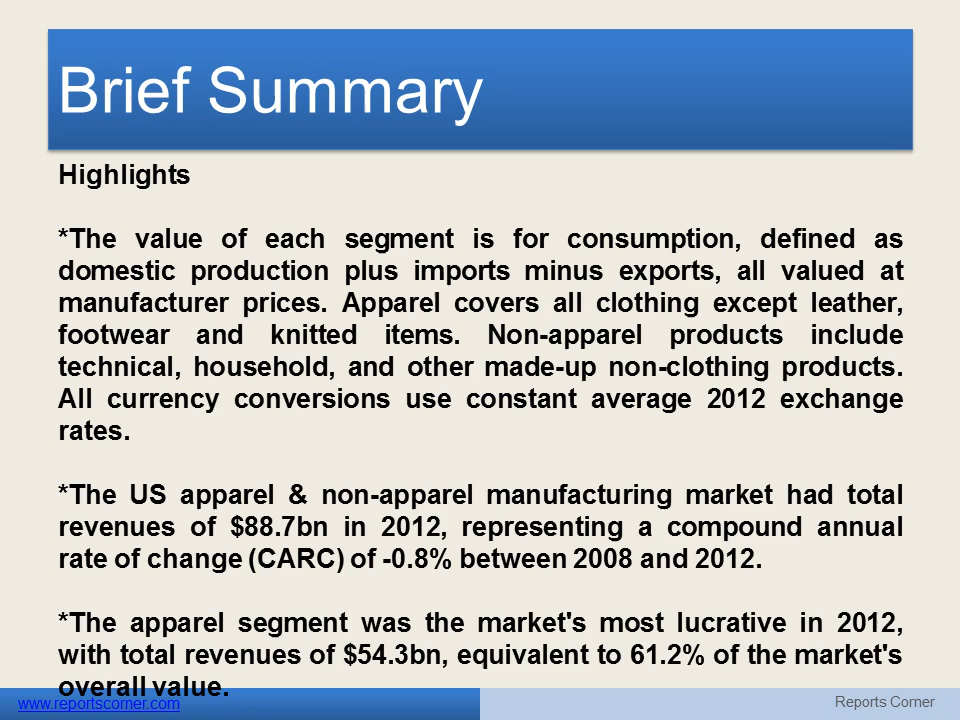 Brief Summary
Highlights
*The value of each segment is for consumption, defined as
domestic production plus imports minus exports, all valued at
manufacturer prices. Apparel covers all clothing except leather,
footwear and knitted items. Non-apparel products include
technical, household, and other made-up non-clothing products.
All currency conversions use constant average 2012 exchange
rates.
*The US apparel & non-apparel manufacturing market had total
revenues of $88.7bn in 2012, representing a compound annual
rate of change (CARC) of -0.8% between 2008 and 2012.
*The apparel segment was the market's most lucrative in 2012,
with total revenues of $54.3bn, equivalent to 61.2% of the market's
overall value.
www.reportscorner.com
Reports Corner